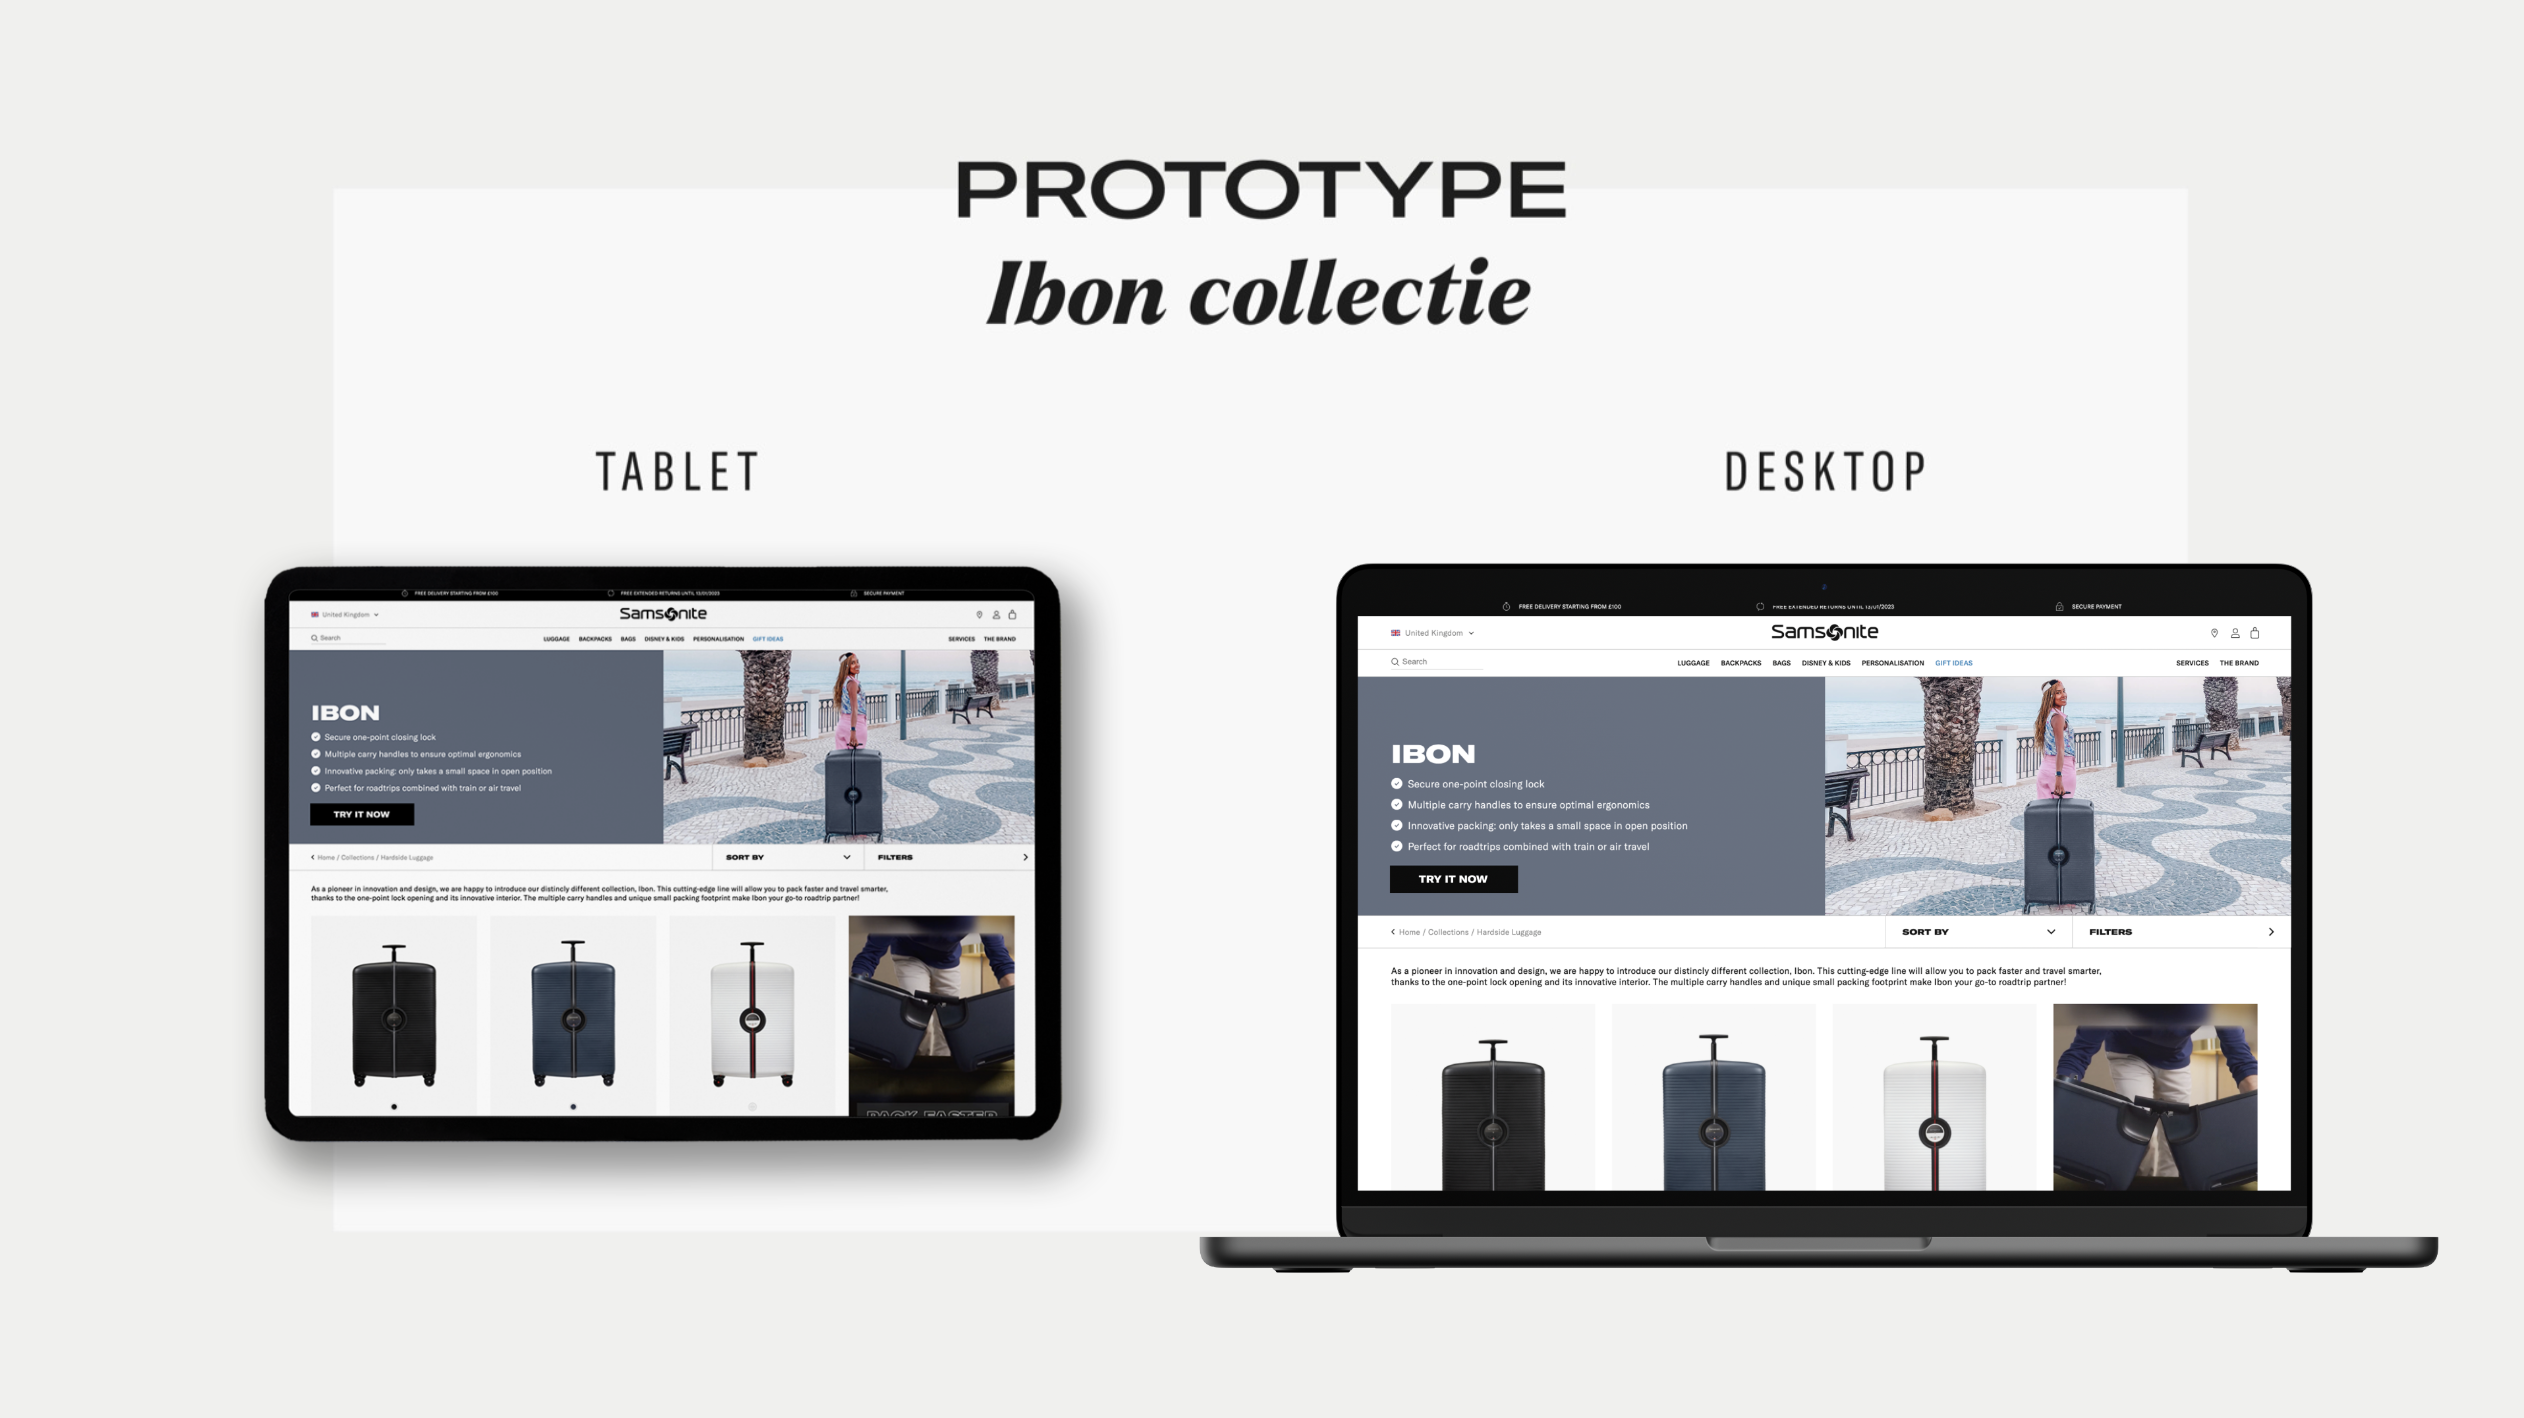 PROTOTYPE
Ibon collectie
TABLET
FREE DELIVERY STARTING FROM £100
FREE EXTENDED RETURNS UNTIL 13/01/2023
SECURE PAYMENT
United Kingdom
Samsonite
Search
LUGGAGE BACKPACKS BAGS DISNEY & KIDS PERSONALISATION GIFT IDEAS
SERVICES THE BRAND
IBON
Secure one-point closing lock
Multiple carry handles to ensure optimal ergonomics
Innovative packing: only takes a small space in open position
Perfect for roadtrips combined with train or air travel
TRY IT NOW
Home / Collections / Hardside Luggage
SORT BY
FILTERS
As a pioneer in innovation and design, we are happy to introduce our distincly different collection, Ibon. This cutting-edge line will allow you to pack faster and travel smarter,
thanks to the one-point lock opening and its innovative interior. The multiple carry handles and unique small packing footprint make Ibon your go-to roadtrip partner!
PACK FASTER
DESKTOP
FREE DELIVERY STARTING FROM £100
FREE EXTENDED RETURNS UNTIL 13/01/2023
SECURE PAYMENT
United Kingdom
Samsonite
Search
LUGGAGE BACKPACKS BAGS DISNEY & KIDS PERSONALISATION GIFT IDEAS
SERVICES THE BRAND
IBON
Secure one-point closing lock
Multiple carry handles to ensure optimal ergonomics
Innovative packing: only takes a small space in open position
Perfect for roadtrips combined with train or air travel
TRY IT NOW
Home / Collections / Hardside Luggage
SORT BY
FILTERS
As a pioneer in innovation and design, we are happy to introduce our distincly different collection, Ibon. This cutting-edge line will allow you to pack faster and travel smarter,
thanks to the one-point lock opening and its innovative interior. The multiple carry handles and unique small packing footprint make Ibon your go-to roadtrip partner!